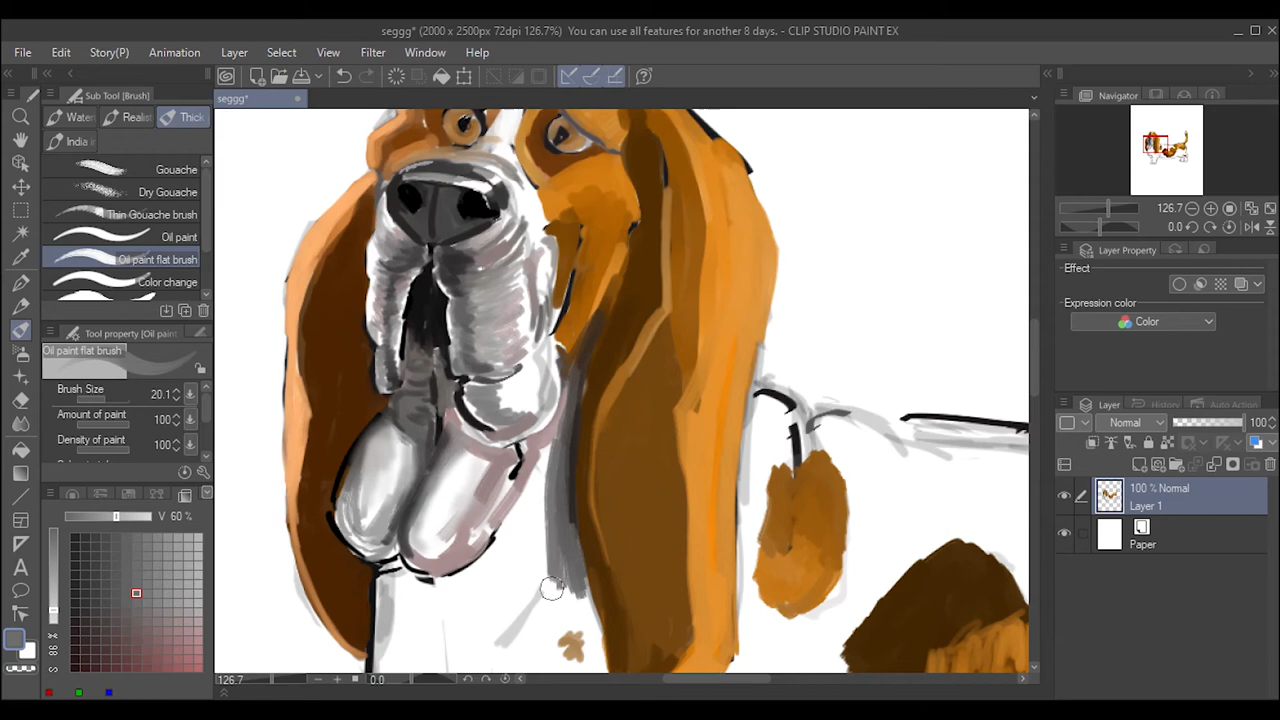 seggg* (2000 x 2500px 72dpi 126.7%) You can use all features for another 8 days. - CLIP STUDIO PAINT EX
File Edit Story(P) Animation Layer Select View Filter Window Help
Sub Tool [Brush]
seggg*
Navigator
Water
Realist
Thick
India in
Gouache
Dry Gouache
Thin Gouache brush
Oil paint
Oil paint flat brush
Color change
126.7
0.0
Layer Property
Effect
Expression color
Color
Tool property [Oil paint
Oil paint flat brush
Brush Size 20.1
Amount of paint 100
Density of paint 100
Layer History Auto Action
Normal 100
V 60 %
100 % Normal
Layer 1
Paper
126.7 0.0